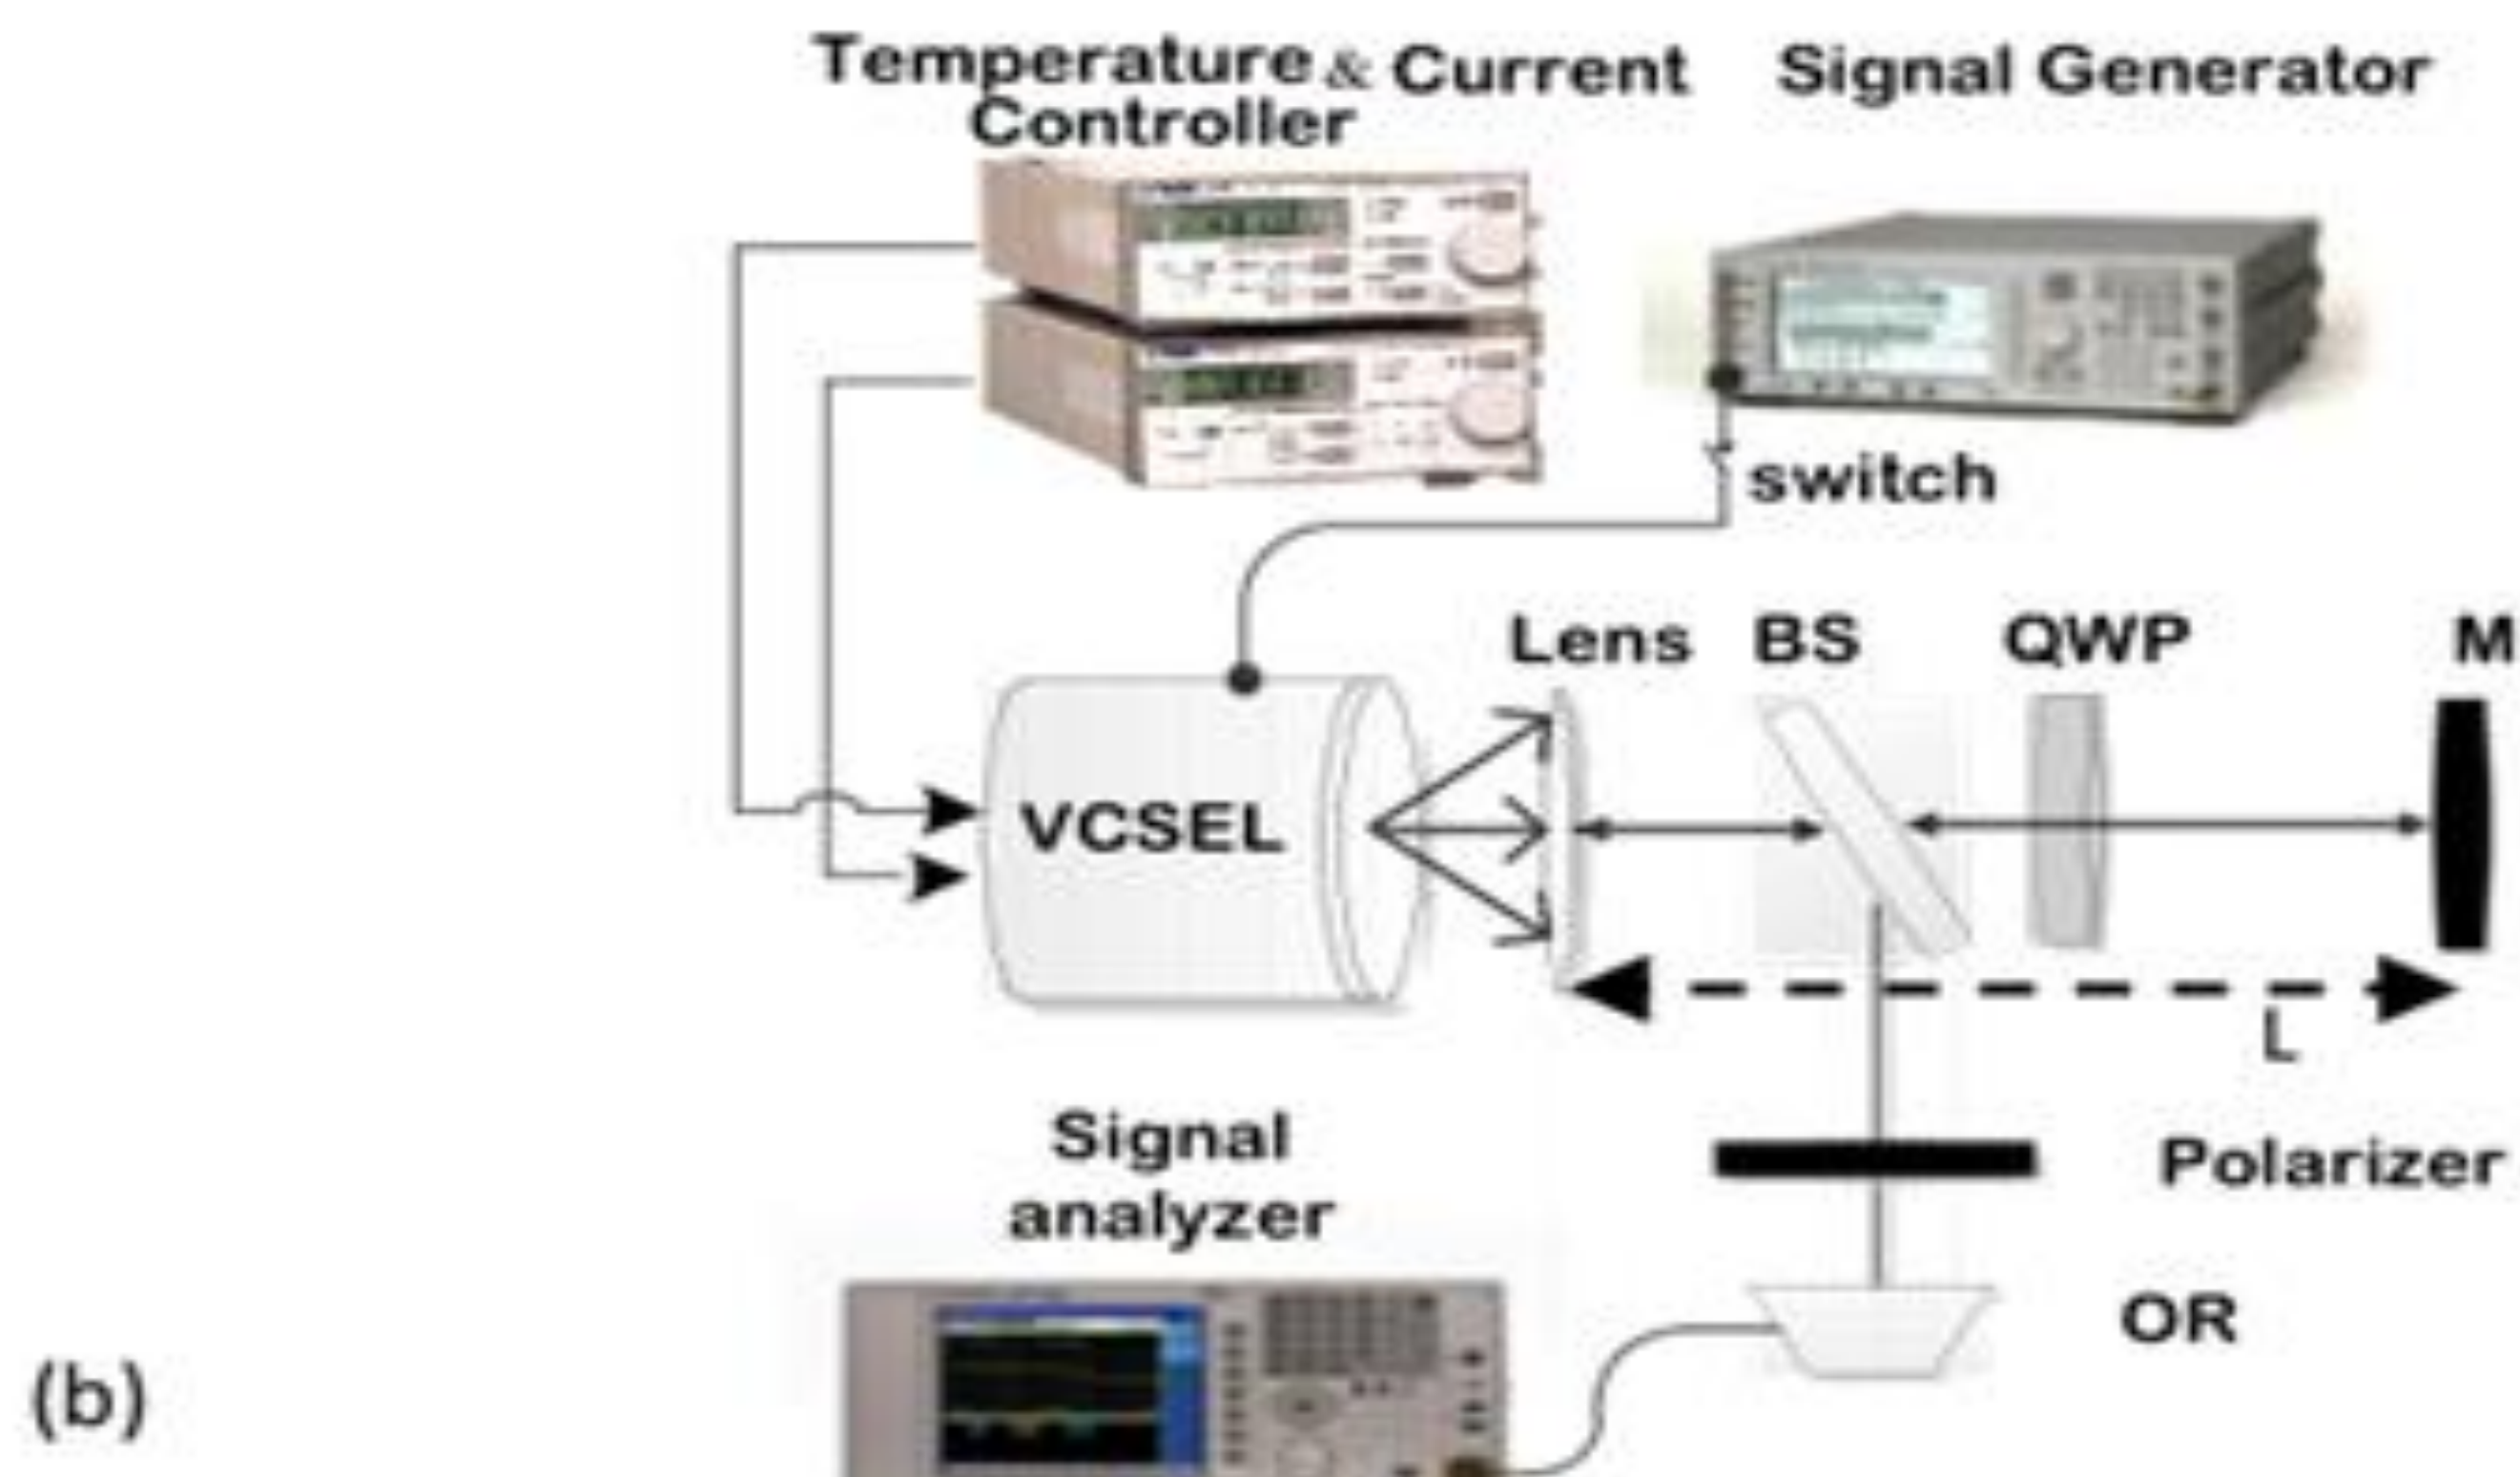 Temperature & Current
Controller
Signal Generator
switch
Lens
BS
QWP
M
VCSEL
L
Signal
analyzer
Polarizer
OR
(b)